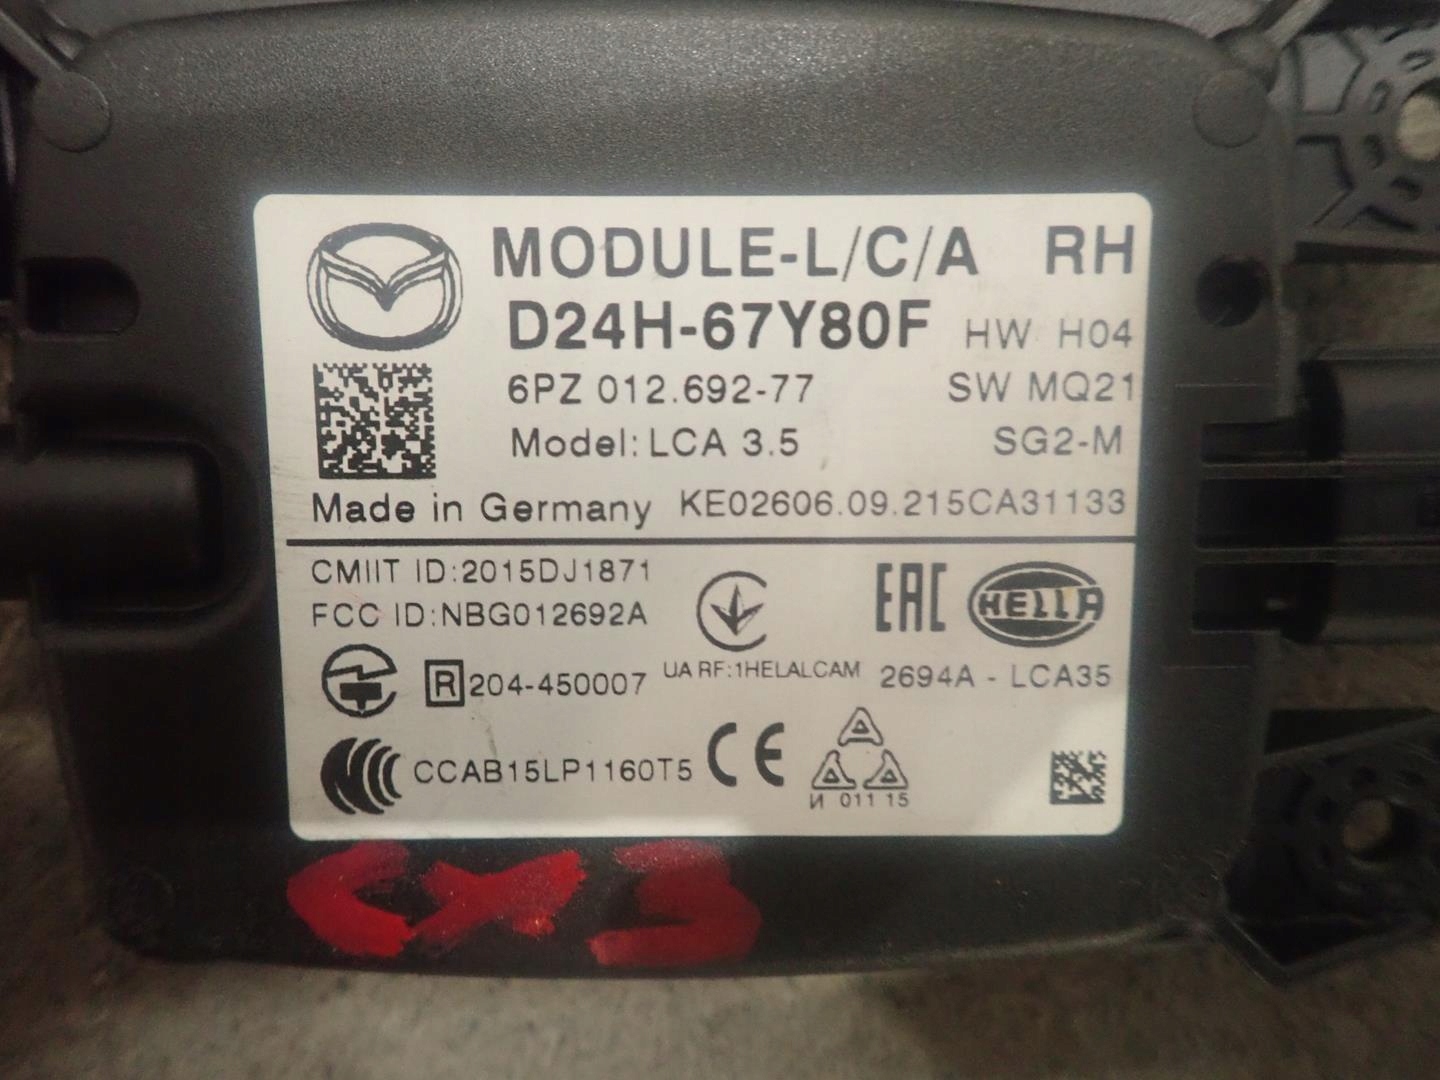 MODULE-L/C/A RH
D24H-67Y80F HW H04
6PZ 012.692-77 SW MQ21
Model: LCA 3.5 SG2-M
Made in Germany KE02606.09.215CA31133
CMIIT ID:2015DJ1871
FCC ID:NBG012692A
EAC HELLA
R 204-450007 UA RF:1HELALCAM 2694A - LCA35
CCAB15LP1160T5 CE
И 011 15
CX3